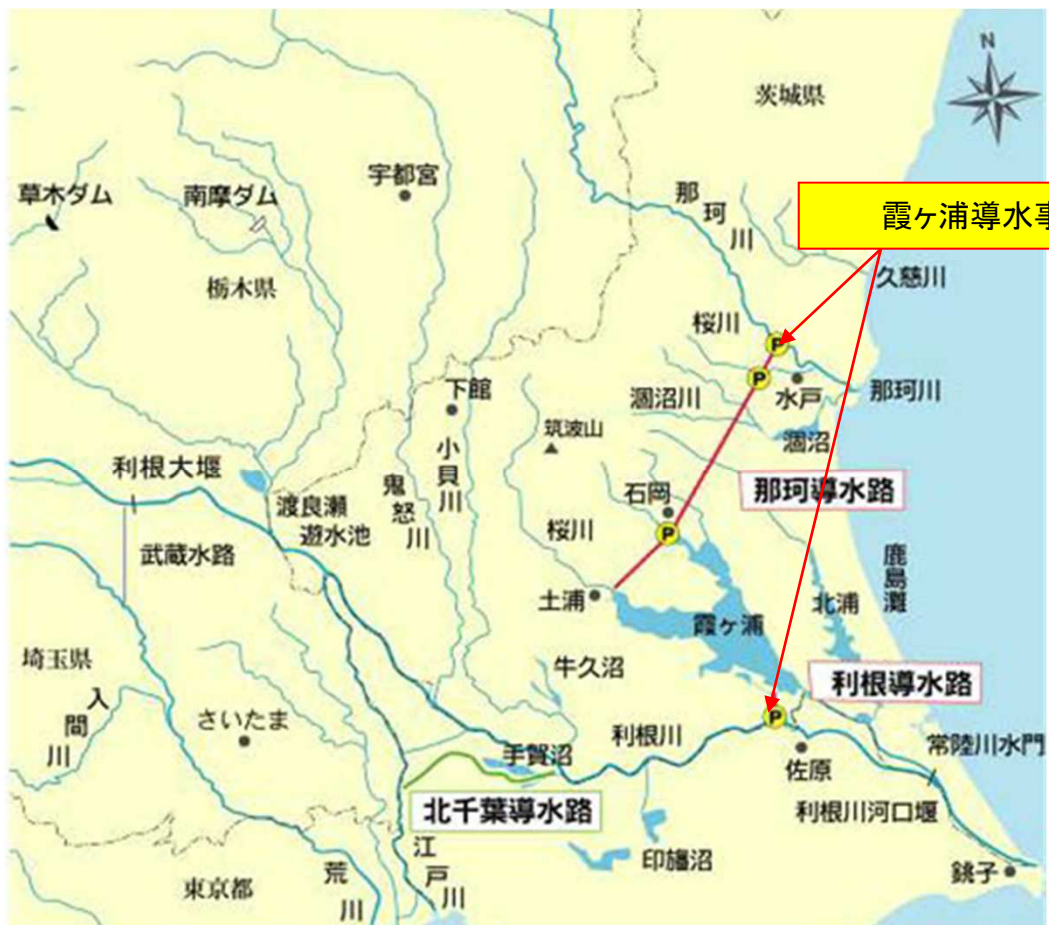 N
茨城県
宇都宮
草木ダム
南摩ダム
那珂川
霞ヶ浦導水事
久慈川
栃木県
桜川
P
P
那珂川
水戸
下館
涸沼川
筑波山
涸沼
小貝川
利根大堰
鬼怒川
石岡
那珂導水路
渡良瀬
遊水池
桜川
P
武蔵水路
鹿島灘
土浦
北浦
霞ヶ浦
埼玉県
牛久沼
利根導水路
入間川
さいたま
P
利根川
手賀沼
常陸川水門
佐原
北千葉導水路
利根川河口堰
江戸川
印旛沼
荒川
東京都
銚子